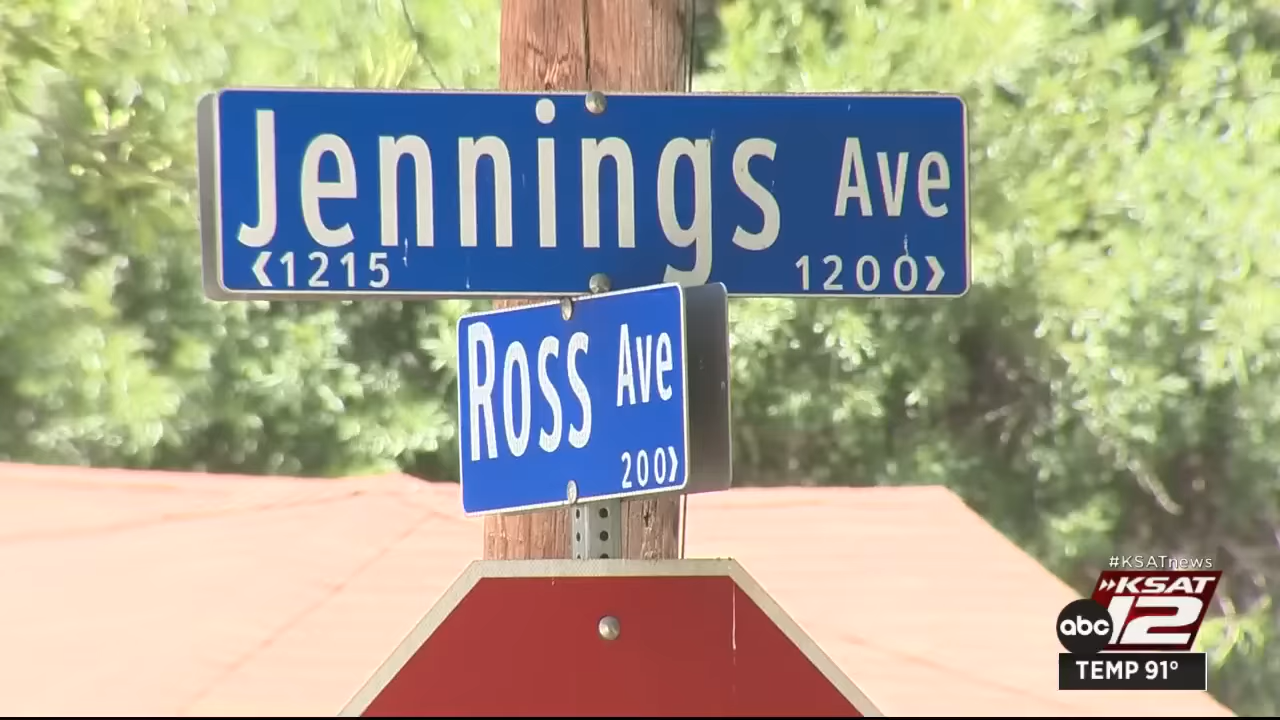 Jennings Ave
<1215 1200>
Ross Ave
200>
#KSATnews
KSAT
abc 12
TEMP 91°